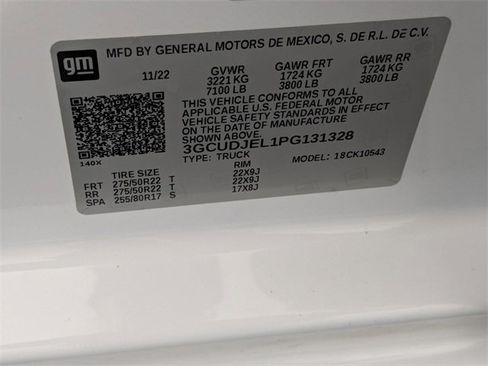 gm
MFD BY GENERAL MOTORS DE MEXICO, S. DE R.L. DE C.V.
11/22 GVWR GAWR FRT GAWR RR
3221 KG 1724 KG 1724 KG
7100 LB 3800 LB 3800 LB
THIS VEHICLE CONFORMS TO ALL
APPLICABLE U.S. FEDERAL MOTOR
VEHICLE SAFETY STANDARDS IN EFFECT
ON THE DATE OF MANUFACTURE
SHOWN ABOVE.
3GCUDJEL1PG131328
TYPE: TRUCK MODEL: 18CK10543
140X
TIRE SIZE RIM
FRT 275/50R22 T 22X9J
RR 275/50R22 T 22X9J
SPA 255/80R17 S 17X8J